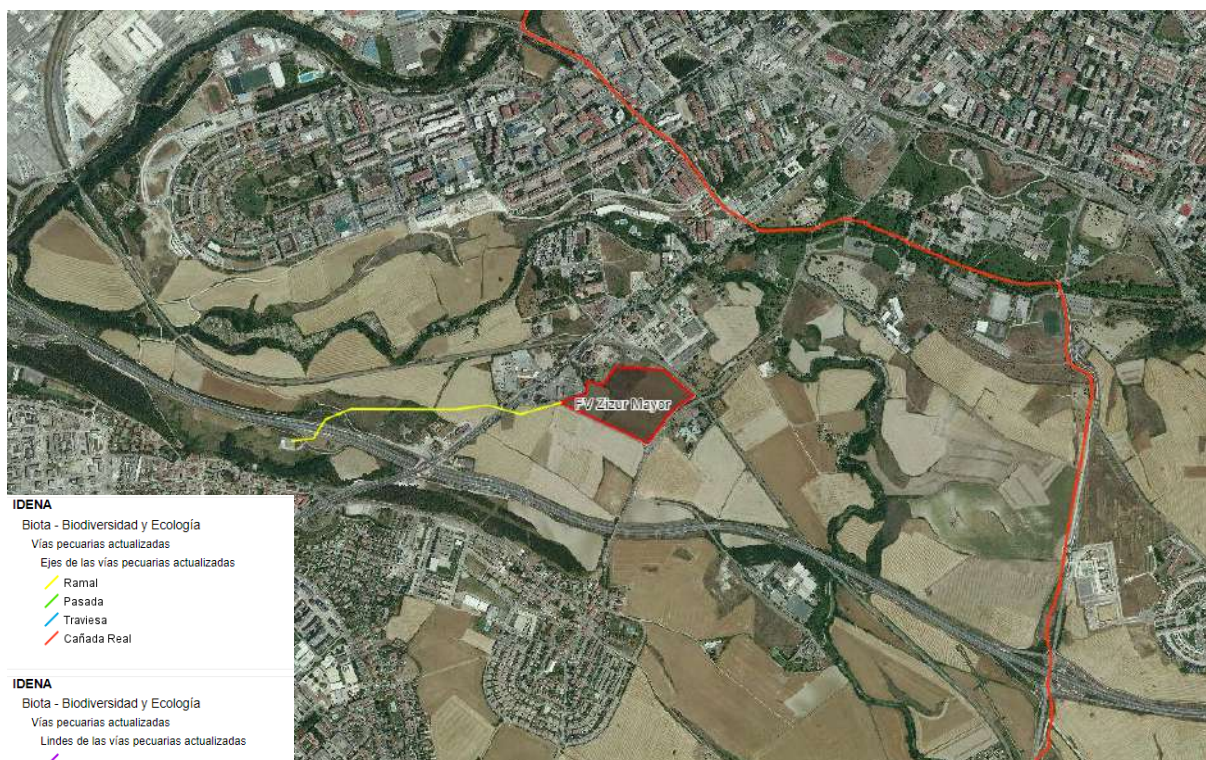 FV Zizur Mayor
IDENA
Biota - Biodiversidad y Ecología
Vías pecuarias actualizadas
Ejes de las vías pecuarias actualizadas
Ramal
Pasada
Traviesa
Cañada Real
IDENA
Biota - Biodiversidad y Ecología
Vías pecuarias actualizadas
Lindes de las vías pecuarias actualizadas